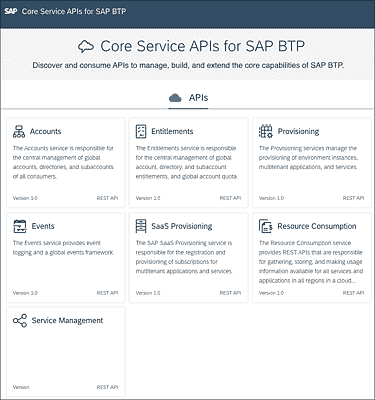 SAP Core Service APIs for SAP BTP
Core Service APIs for SAP BTP
Discover and consume APIs to manage, build, and extend the core capabilities of SAP BTP.
APIs
Accounts
The Accounts service is responsible for
the central management of global
accounts, directories, and subaccounts
of all consumers.
Version 1.0 REST API
Entitlements
The Entitlements service is responsible
for the central management of global
account, directory, and subaccount
entitlements, and global account quota.
Version 1.0 REST API
Provisioning
The Provisioning services manage the
provisioning of environment instances,
multitenant applications, and services.
Version 1.0 REST API
Events
The Events service provides event
logging and a global events framework.
Version 1.0 REST API
SaaS Provisioning
The SAP SaaS Provisioning service is
responsible for the registration and
provisioning of subscriptions for
multitenant applications and services.
Version 1.0 REST API
Resource Consumption
The Resource Consumption service
provides REST APIs that are responsible
for gathering, storing, and making usage
information available for all services and
applications in all regions in a cloud...
Version 1.0 REST API
Service Management
Version REST API